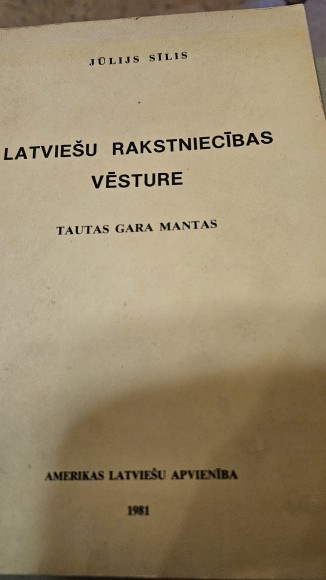 JŪLIJS SĪLIS
LATVIEŠU RAKSTNIECĪBAS
VĒSTURE
TAUTAS GARA MANTAS
AMERIKAS LATVIEŠU APVIENĪBA
1981